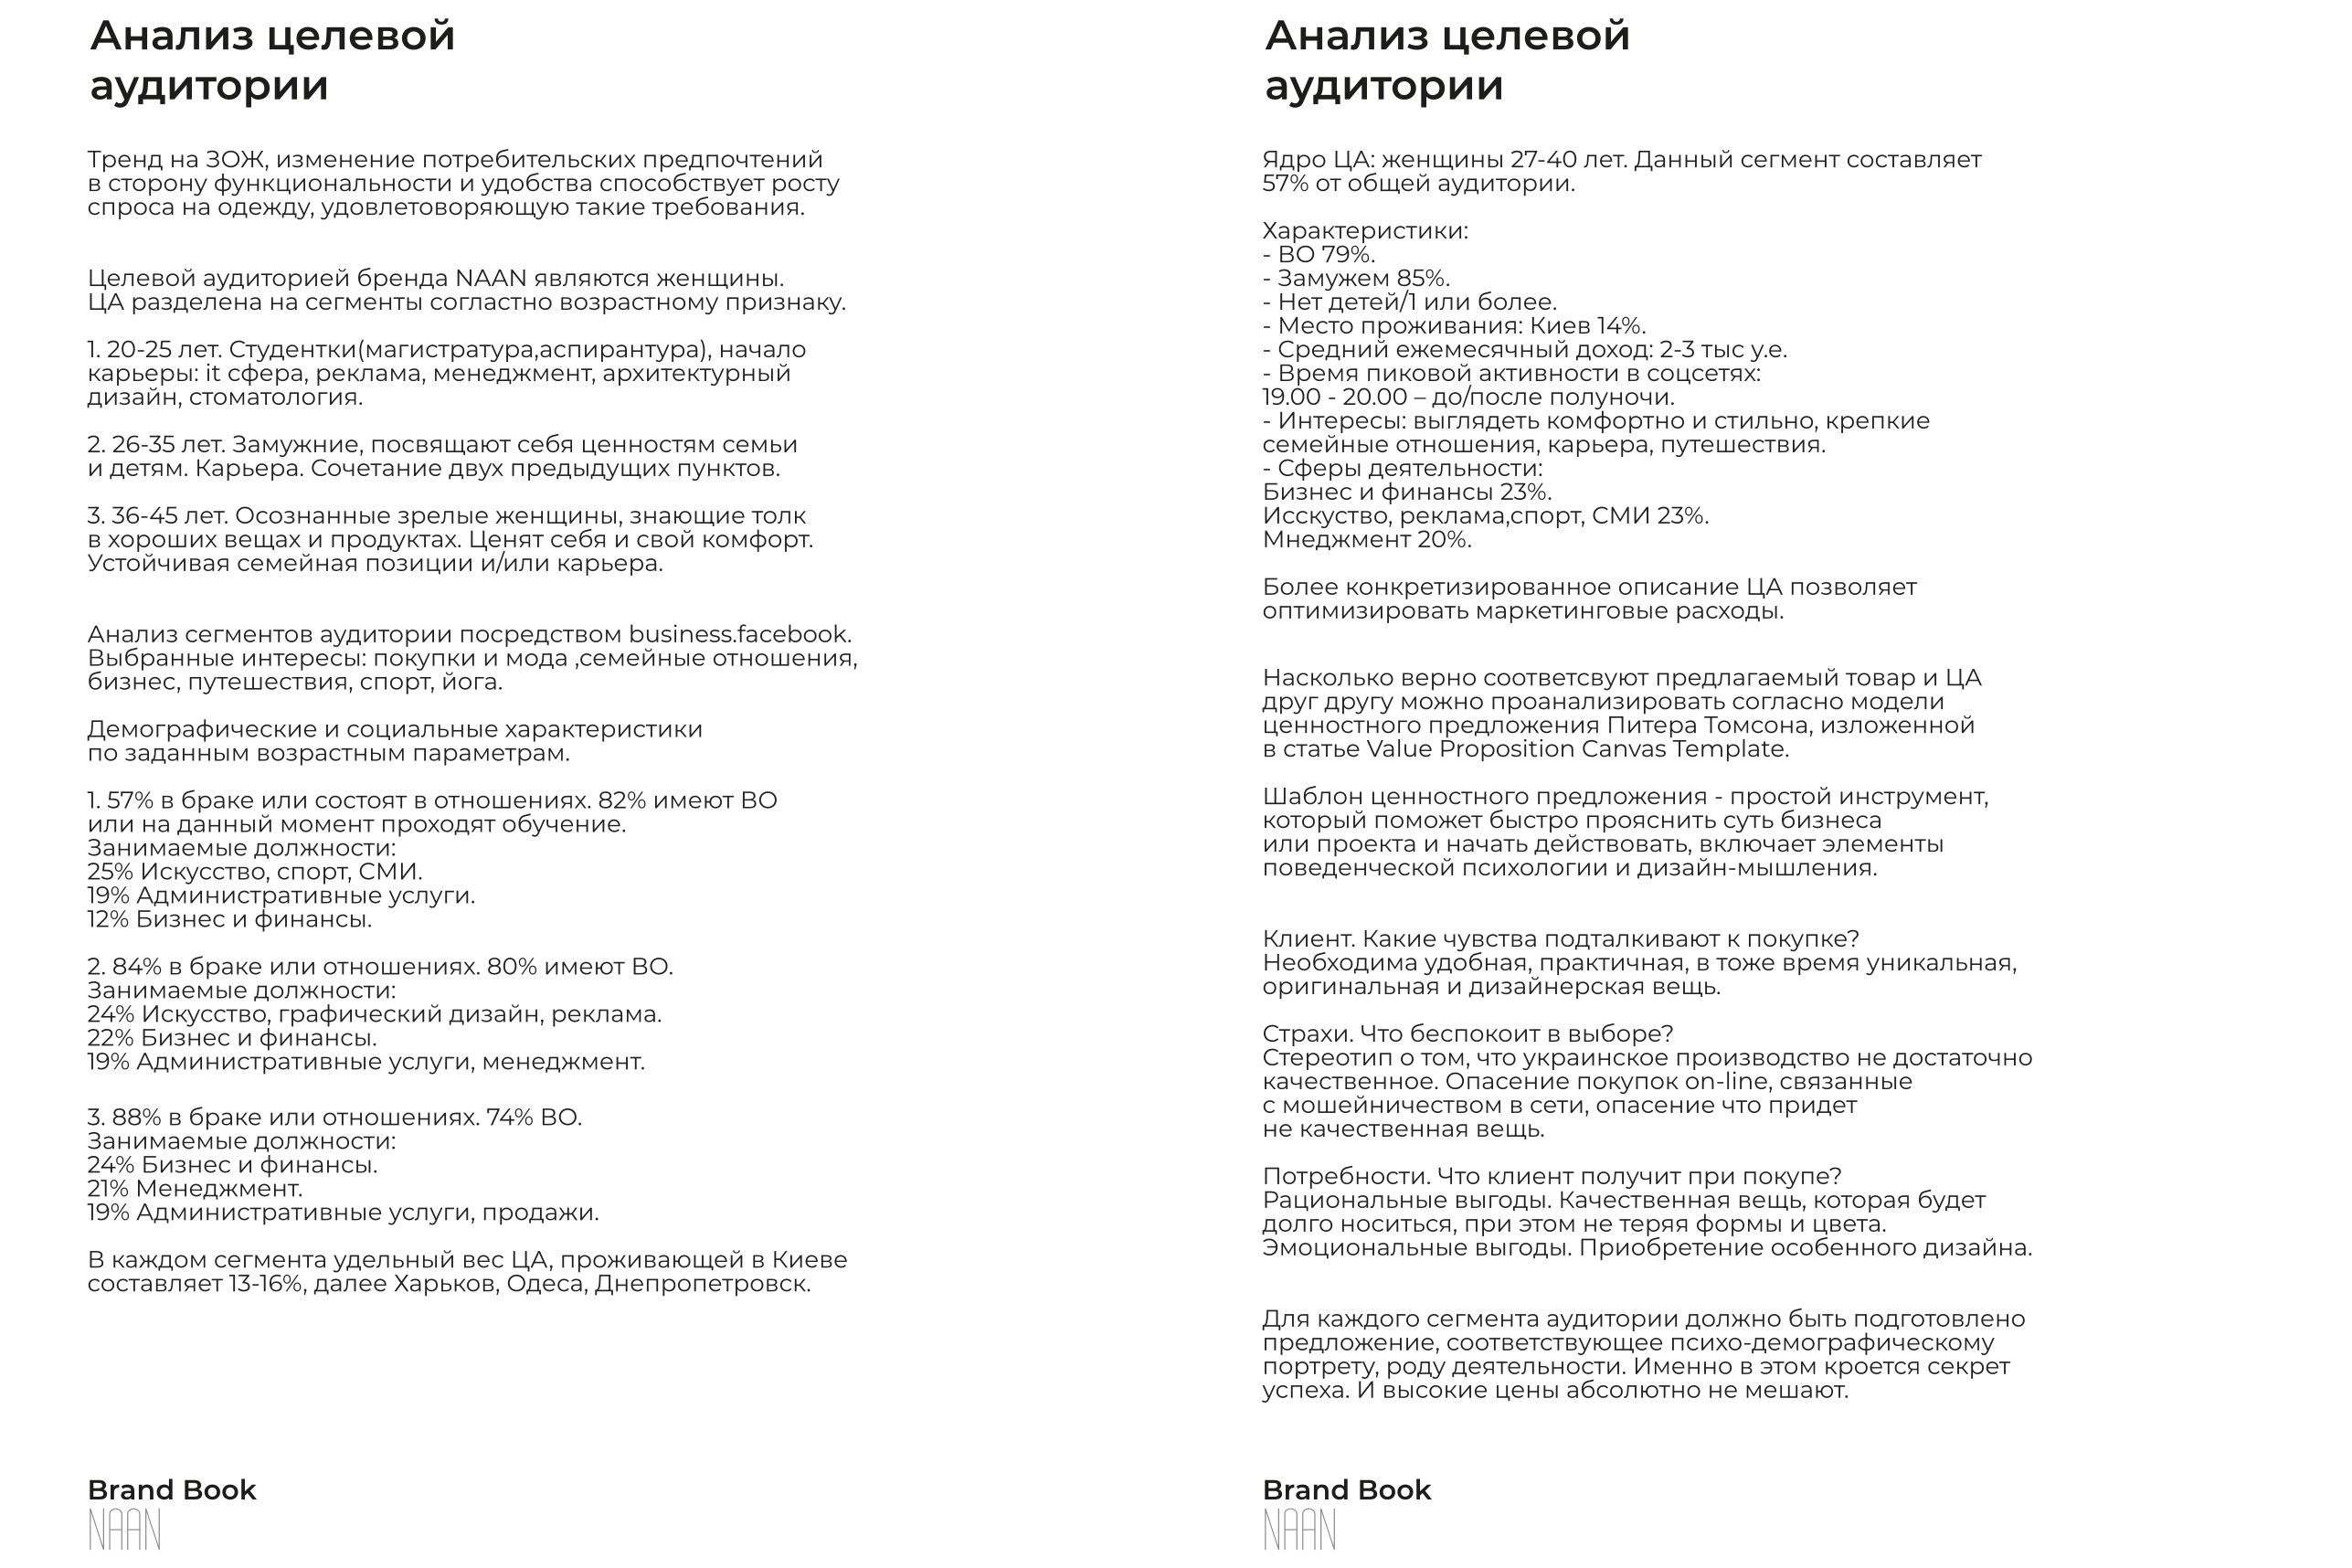 Анализ целевой
аудитории
Тренд на ЗОЖ, изменение потребительских предпочтений
в сторону функциональности и удобства способствует росту
спроса на одежду, удовлетоворяющую такие требования.
Целевой аудиторией бренда NAAN являются женщины.
ЦА разделена на сегменты согластно возрастному признаку.
1. 20-25 лет. Студентки(магистратура,аспирантура), начало
карьеры: it сфера, реклама, менеджмент, архитектурный
дизайн, стоматология.
2. 26-35 лет. Замужние, посвящают себя ценностям семьи
и детям. Карьера. Сочетание двух предыдущих пунктов.
3. 36-45 лет. Осознанные зрелые женщины, знающие толк
в хороших вещах и продуктах. Ценят себя и свой комфорт.
Устойчивая семейная позиции и/или карьера.
Анализ сегментов аудитории посредством business.facebook.
Выбранные интересы: покупки и мода ,семейные отношения,
бизнес, путешествия, спорт, йога.
Демографические и социальные характеристики
по заданным возрастным параметрам.
1. 57% в браке или состоят в отношениях. 82% имеют ВО
или на данный момент проходят обучение.
Занимаемые должности:
25% Искусство, спорт, СМИ.
19% Административные услуги.
12% Бизнес и финансы.
2. 84% в браке или отношениях. 80% имеют ВО.
Занимаемые должности:
24% Искусство, графический дизайн, реклама.
22% Бизнес и финансы.
19% Административные услуги, менеджмент.
3. 88% в браке или отношениях. 74% ВО.
Занимаемые должности:
24% Бизнес и финансы.
21% Менеджмент.
19% Административные услуги, продажи.
В каждом сегмента удельный вес ЦА, проживающей в Киеве
составляет 13-16%, далее Харьков, Одеса, Днепропетровск.
Brand Book
NAAN
Анализ целевой
аудитории
Ядро ЦА: женщины 27-40 лет. Данный сегмент составляет
57% от общей аудитории.
Характеристики:
- ВО 79%.
- Замужем 85%.
- Нет детей/1 или более.
- Место проживания: Киев 14%.
- Средний ежемесячный доход: 2-3 тыс у.е.
- Время пиковой активности в соцсетях:
19.00 - 20.00 – до/после полуночи.
- Интересы: выглядеть комфортно и стильно, крепкие
семейные отношения, карьера, путешествия.
- Сферы деятельности:
Бизнес и финансы 23%.
Исскуство, реклама,спорт, СМИ 23%.
Мнеджмент 20%.
Более конкретизированное описание ЦА позволяет
оптимизировать маркетинговые расходы.
Насколько верно соответсвуют предлагаемый товар и ЦА
друг другу можно проанализировать согласно модели
ценностного предложения Питера Томсона, изложенной
в статье Value Proposition Canvas Template.
Шаблон ценностного предложения - простой инструмент,
который поможет быстро прояснить суть бизнеса
или проекта и начать действовать, включает элементы
поведенческой психологии и дизайн-мышления.
Клиент. Какие чувства подталкивают к покупке?
Необходима удобная, практичная, в тоже время уникальная,
оригинальная и дизайнерская вещь.
Страхи. Что беспокоит в выборе?
Стереотип о том, что украинское производство не достаточно
качественное. Опасение покупок on-line, связанные
с мошейничеством в сети, опасение что придет
не качественная вещь.
Потребности. Что клиент получит при покупе?
Рациональные выгоды. Качественная вещь, которая будет
долго носиться, при этом не теряя формы и цвета.
Эмоциональные выгоды. Приобретение особенного дизайна.
Для каждого сегмента аудитории должно быть подготовлено
предложение, соответствующее психо-демографическому
портрету, роду деятельности. Именно в этом кроется секрет
успеха. И высокие цены абсолютно не мешают.
Brand Book
NAAN